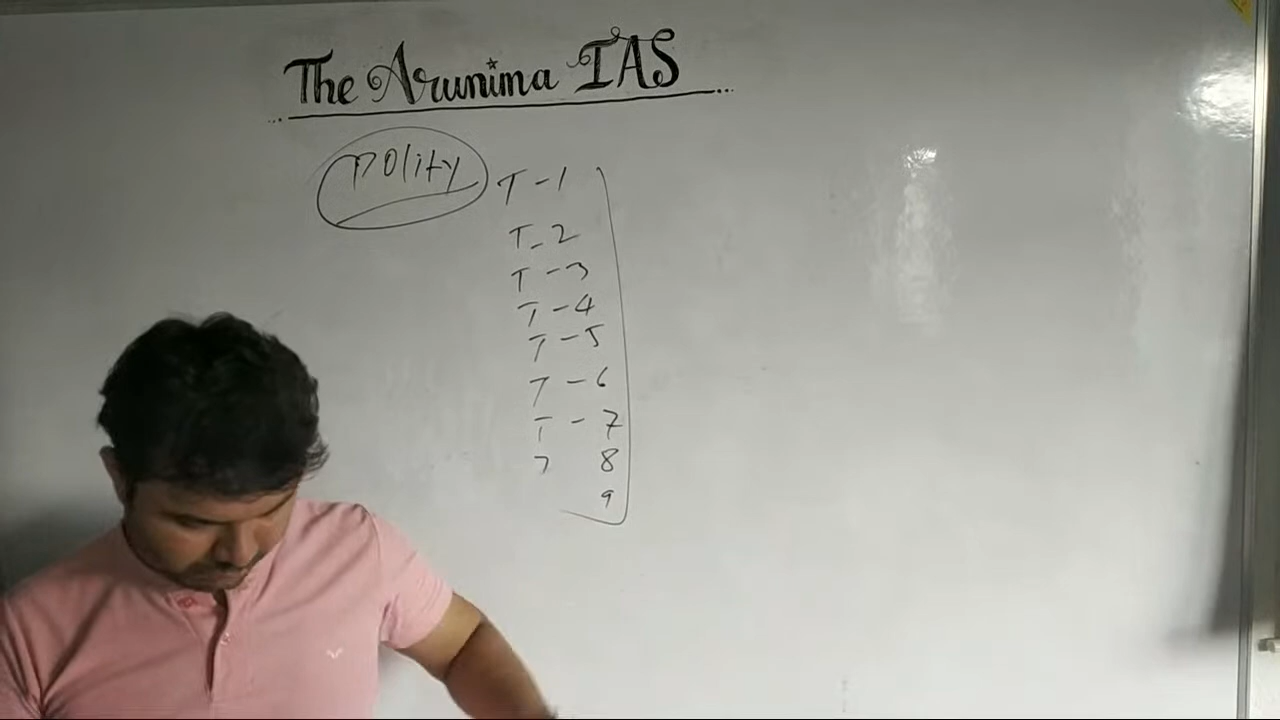 The Arunima IAS
Polity T-1
T-2
T-3
T-4
T-5
T-6
T-7
T 8
9